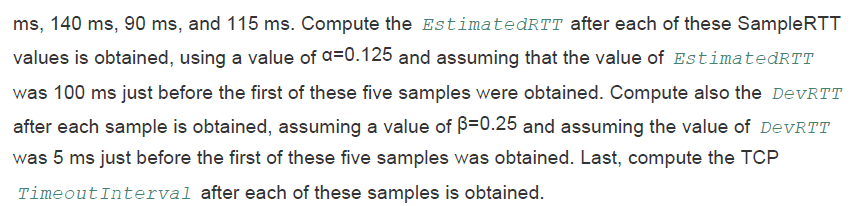 ms, 140 ms, 90 ms, and 115 ms. Compute the EstimatedRTT after each of these SampleRTT
values is obtained, using a value of α=0.125 and assuming that the value of EstimatedRTT
was 100 ms just before the first of these five samples were obtained. Compute also the DevRTT
after each sample is obtained, assuming a value of β=0.25 and assuming the value of DevRTT
was 5 ms just before the first of these five samples was obtained. Last, compute the TCP
TimeoutInterval after each of these samples is obtained.